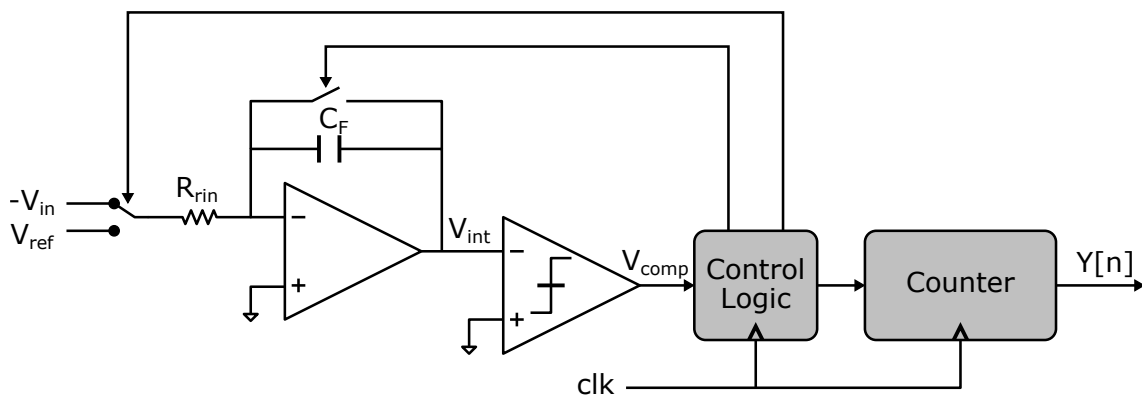 C_F
-V_in
R_rin
V_ref
−
+
V_int
−
+
V_comp
Control
Logic
Counter
Y[n]
clk